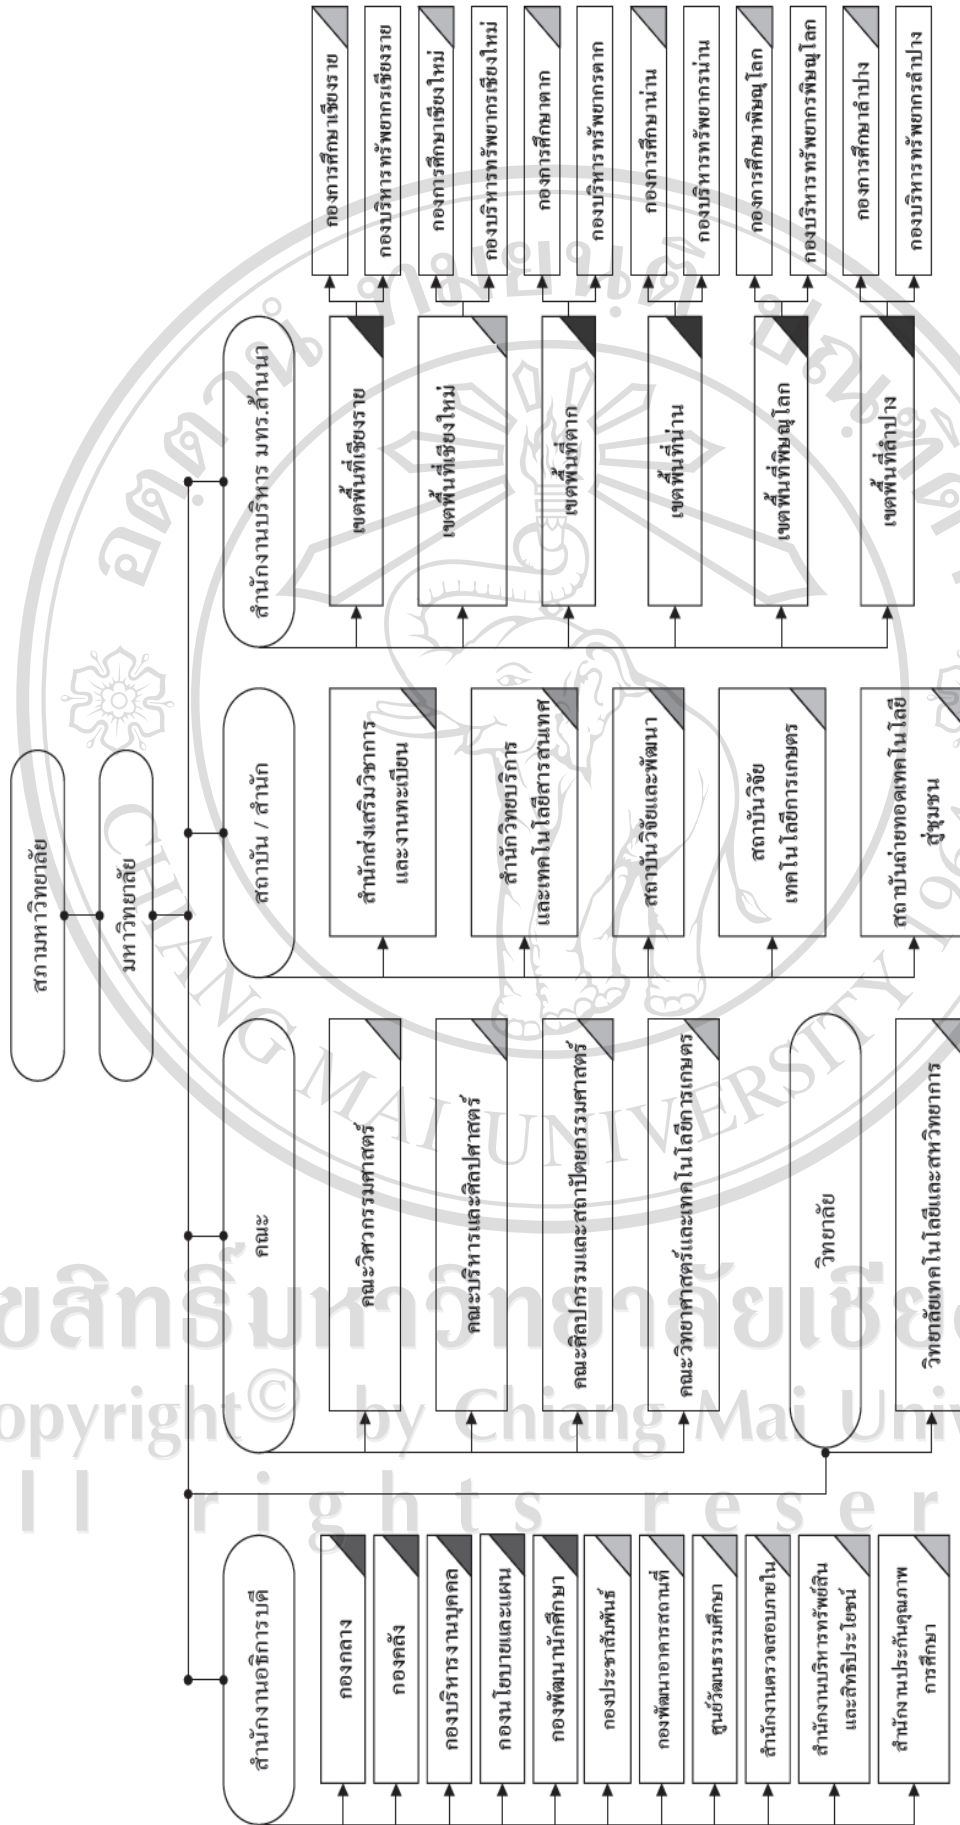 สภามหาวิทยาลัย
มหาวิทยาลัย
สำนักงานอธิการบดี
กองกลาง
กองคลัง
กองบริหารงานบุคคล
กองนโยบายและแผน
กองพัฒนานักศึกษา
กองประชาสัมพันธ์
กองพัฒนาอาคารสถานที่
ศูนย์วัฒนธรรมศึกษา
สำนักงานตรวจสอบภายใน
สำนักงานบริหารทรัพย์สิน
และสิทธิประโยชน์
สำนักงานประกันคุณภาพ
การศึกษา
คณะ
คณะวิศวกรรมศาสตร์
คณะบริหารและศิลปศาสตร์
คณะศิลปกรรมและสถาปัตยกรรมศาสตร์
คณะวิทยาศาสตร์และเทคโนโลยีการเกษตร
วิทยาลัย
วิทยาลัยเทคโนโลยีและสหวิทยาการ
สถาบัน / สำนัก
สำนักส่งเสริมวิชาการ
และงานทะเบียน
สำนักวิทยบริการ
และเทคโนโลยีสารสนเทศ
สถาบันวิจัยและพัฒนา
สถาบันวิจัย
เทคโนโลยีการเกษตร
สถาบันถ่ายทอดเทคโนโลยี
สู่ชุมชน
สำนักงานบริหาร มทร.ล้านนา
เขตพื้นที่เชียงราย
กองการศึกษาเชียงราย
กองบริหารทรัพยากรเชียงราย
เขตพื้นที่เชียงใหม่
กองการศึกษาเชียงใหม่
กองบริหารทรัพยากรเชียงใหม่
เขตพื้นที่ตาก
กองการศึกษาตาก
กองบริหารทรัพยากรตาก
เขตพื้นที่น่าน
กองการศึกษาน่าน
กองบริหารทรัพยากรน่าน
เขตพื้นที่พิษณุโลก
กองการศึกษาพิษณุโลก
กองบริหารทรัพยากรพิษณุโลก
เขตพื้นที่ลำปาง
กองการศึกษาลำปาง
กองบริหารทรัพยากรลำปาง
CHIANG MAI UNIVERSITY 1964
by Chiang Mai
rights